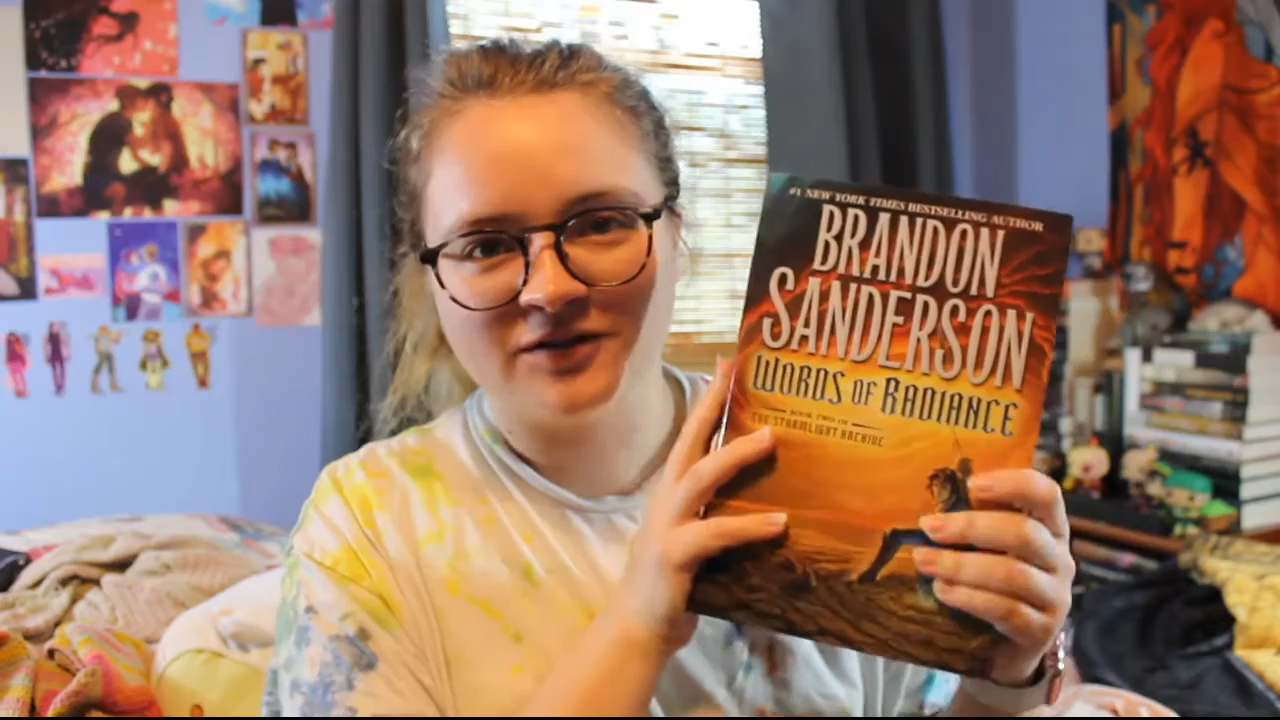 #1 NEW YORK TIMES BESTSELLING AUTHOR
BRANDON
SANDERSON
WORDS OF RADIANCE
BOOK TWO OF
THE STORMLIGHT ARCHIVE